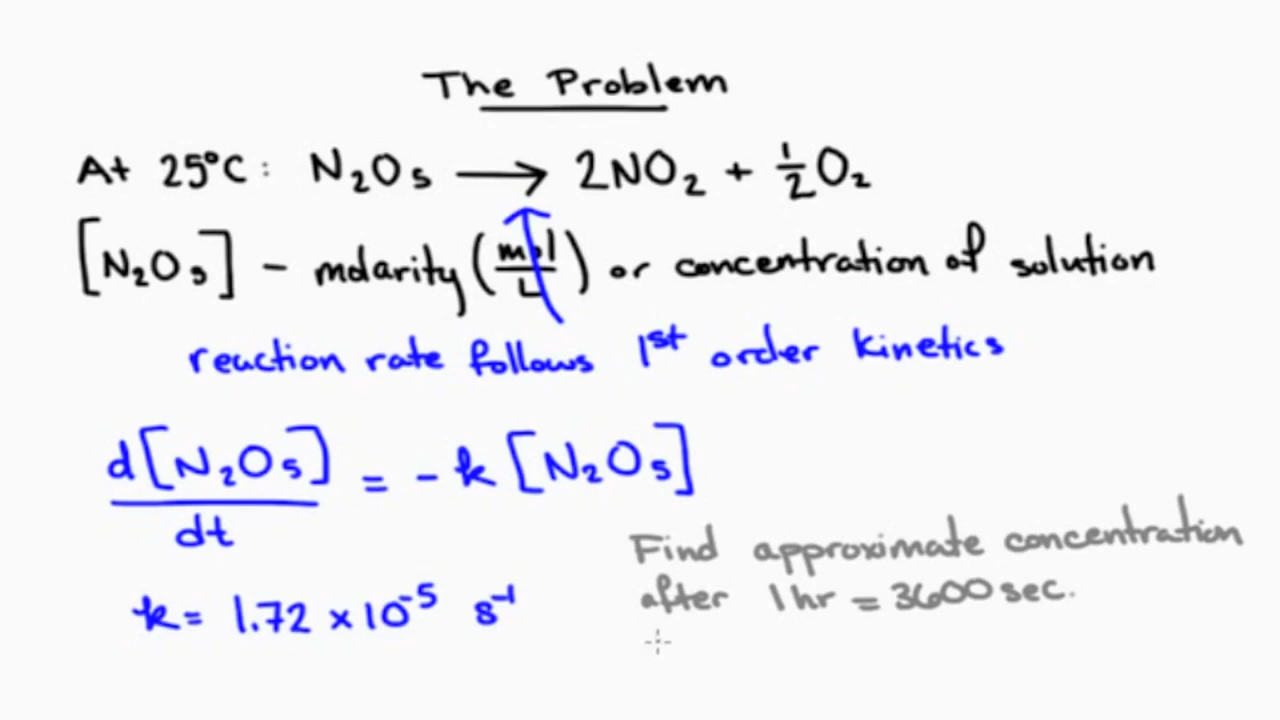 The Problem
At 25°C: N₂O₅ → 2NO₂ + ½O₂
[N₂O₅] - molarity (mol/L) or concentration of solution
reaction rate follows 1st order kinetics
d[N₂O₅]/dt = -k[N₂O₅]
k = 1.72 x 10⁻⁵ s⁻¹
Find approximate concentration
after 1hr = 3600 sec.